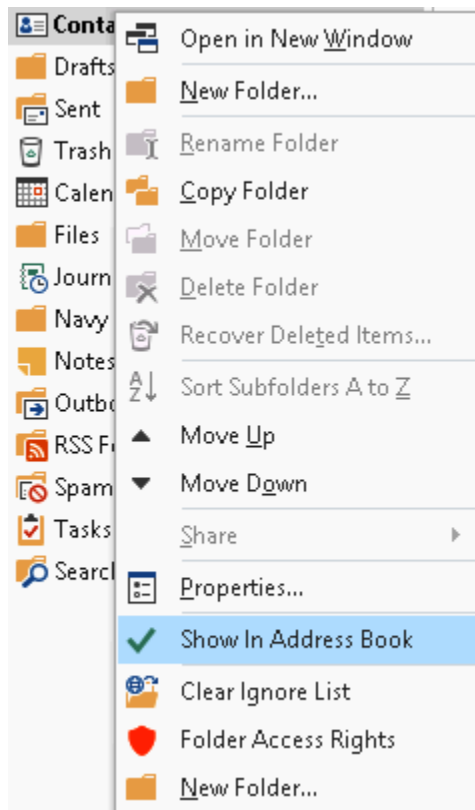 Conta
Drafts
Sent
Trash
Calen
Files
Journ
Navy
Notes
Outbo
RSS F
Spam
Tasks
Searcl
Open in New Window
New Folder...
Rename Folder
Copy Folder
Move Folder
Delete Folder
Recover Deleted Items...
Sort Subfolders A to Z
Move Up
Move Down
Share
Properties...
Show In Address Book
Clear Ignore List
Folder Access Rights
New Folder...